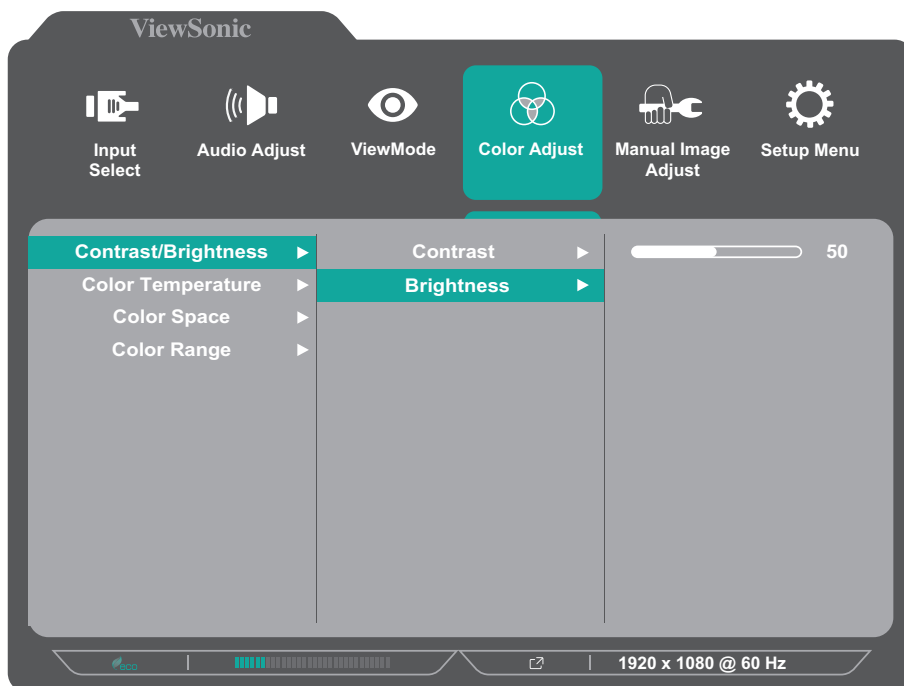 ViewSonic
Input Select
Audio Adjust
ViewMode
Color Adjust
Manual Image Adjust
Setup Menu
Contrast/Brightness
Contrast
50
Color Temperature
Brightness
Color Space
Color Range
eco
1920 x 1080 @ 60 Hz